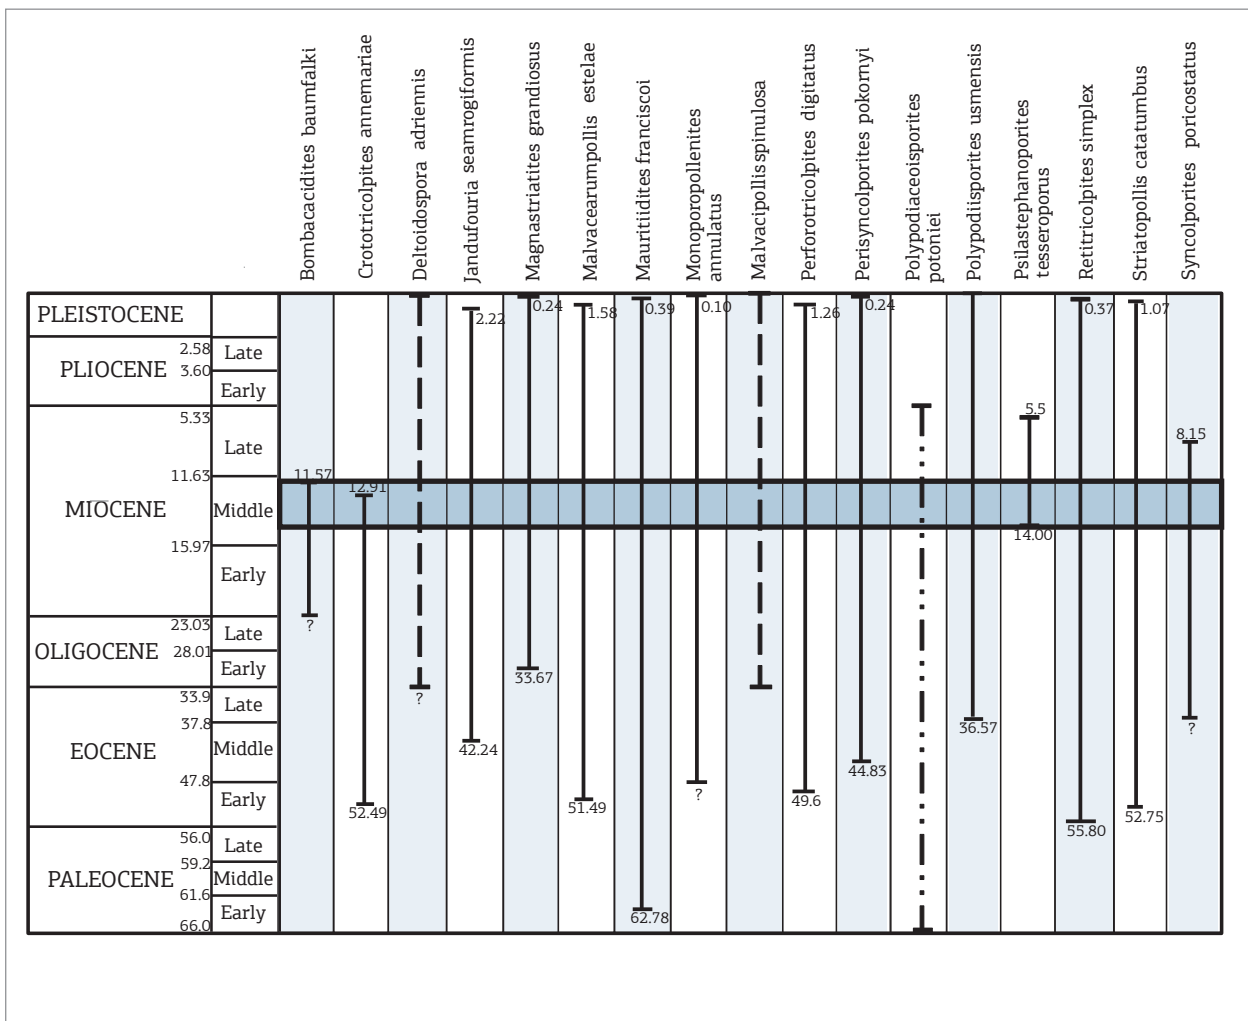 Bombacacidites baumfalki
Crototricolpites annemariae
Deltoidospora adriennis
Jandufouria seamrogiformis
Magnastriatites grandiosus
Malvacearumpollis estelae
Mauritiidites franciscoi
Monoporopollenites
annulatus
Malvacipollis spinulosa
Perforotricolpites digitatus
Perisyncolporites pokornyi
Polypodiaceoisporites
potoniei
Polypodiisporites usmensis
Psilastephanoporites
tesseroporus
Retitricolpites simplex
Striatopollis catatumbus
Syncolporites poricostatus
PLEISTOCENE
0.24
0.39
0.10
0.24
0.37
1.07
2.22
1.58
1.26
2.58
Late
PLIOCENE
3.60
Early
5.33
5.5
8.15
Late
11.63
11.57
12.91
MIOCENE
Middle
14.00
15.97
Early
?
23.03
Late
OLIGOCENE
28.01
Early
33.67
33.9
Late
?
37.8
36.57
?
EOCENE
Middle
42.24
44.83
47.8
Early
?
52.49
51.49
49.6
55.80
52.75
56.0
Late
59.2
PALEOCENE
Middle
61.6
Early
62.78
66.0